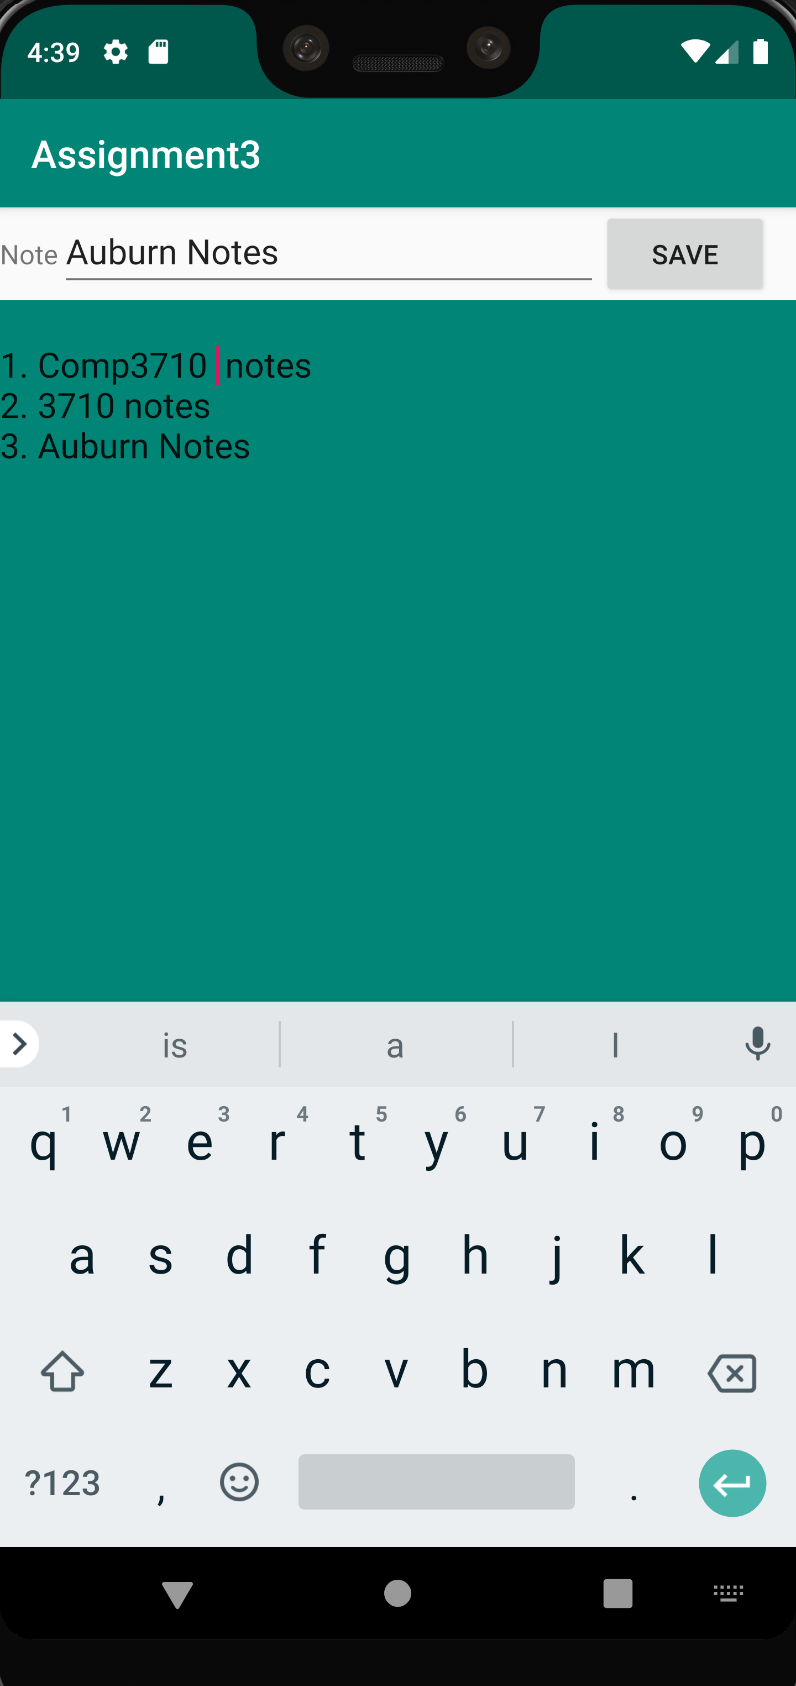 4:39
Assignment3
Note Auburn Notes SAVE
1. Comp3710 notes
2. 3710 notes
3. Auburn Notes
is a I
1 2 3 4 5 6 7 8 9 0
q w e r t y u i o p
a s d f g h j k l
z x c v b n m
?123 , .